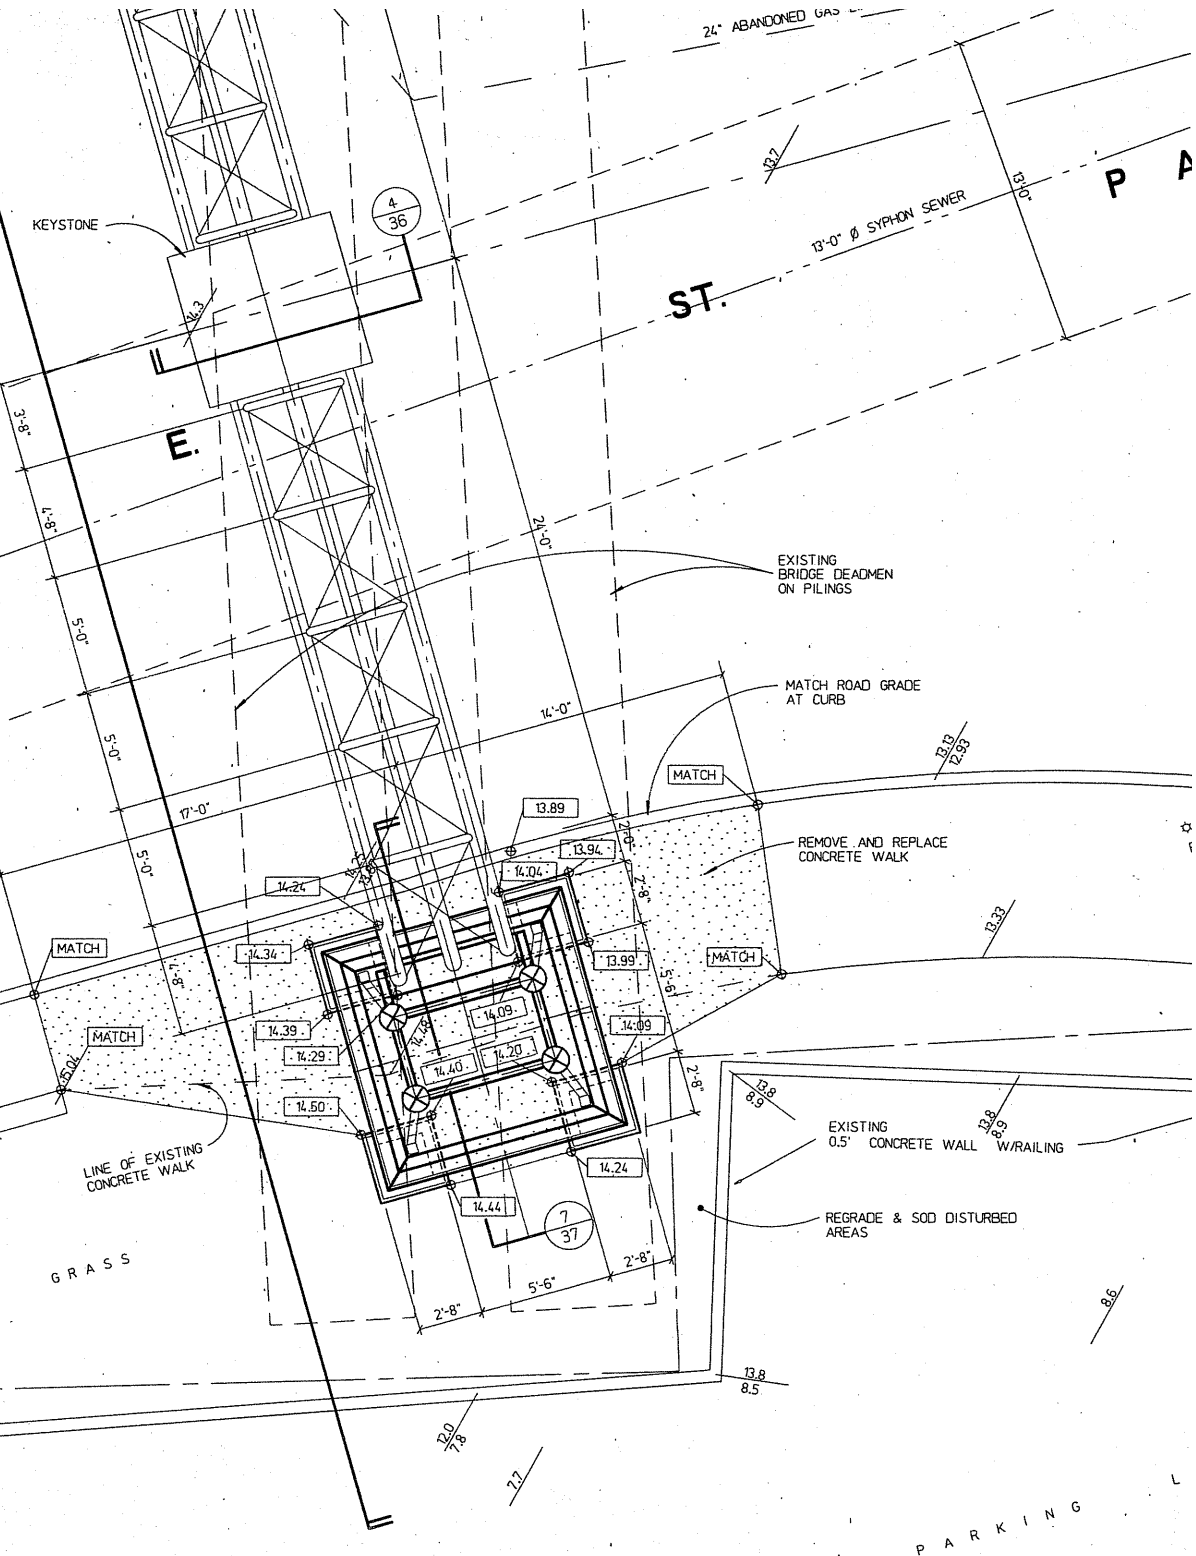 24" ABANDONED GAS
13.7
P A
13'-0"
KEYSTONE
4
36
13'-0" Ø SYPHON SEWER
ST.
14.3
3'-8"
E.
4'-8"
24'-0"
EXISTING
BRIDGE DEADMEN
ON PILINGS
5'-0"
MATCH ROAD GRADE
AT CURB
14'-0"
5'-0"
13.13
12.93
MATCH
17'-0"
13.89
2'-0"
REMOVE AND REPLACE
CONCRETE WALK
13.94
5'-0"
14.04
2'-8"
14.24
13.33
MATCH
14.34
13.99
MATCH
4'-8"
5'-6"
14.09
14.39
14.09
MATCH
14.29
14.48
14.20
14.40
15.04
2'-8"
13.8
8.9
14.50
13.8
8.9
EXISTING
0.5' CONCRETE WALL W/RAILING
LINE OF EXISTING
CONCRETE WALK
14.24
14.44
7
37
REGRADE & SOD DISTURBED
AREAS
GRASS
2'-8"
5'-6"
2'-8"
8.6
13.8
8.5
12.0
7.8
7.7
PARKING L